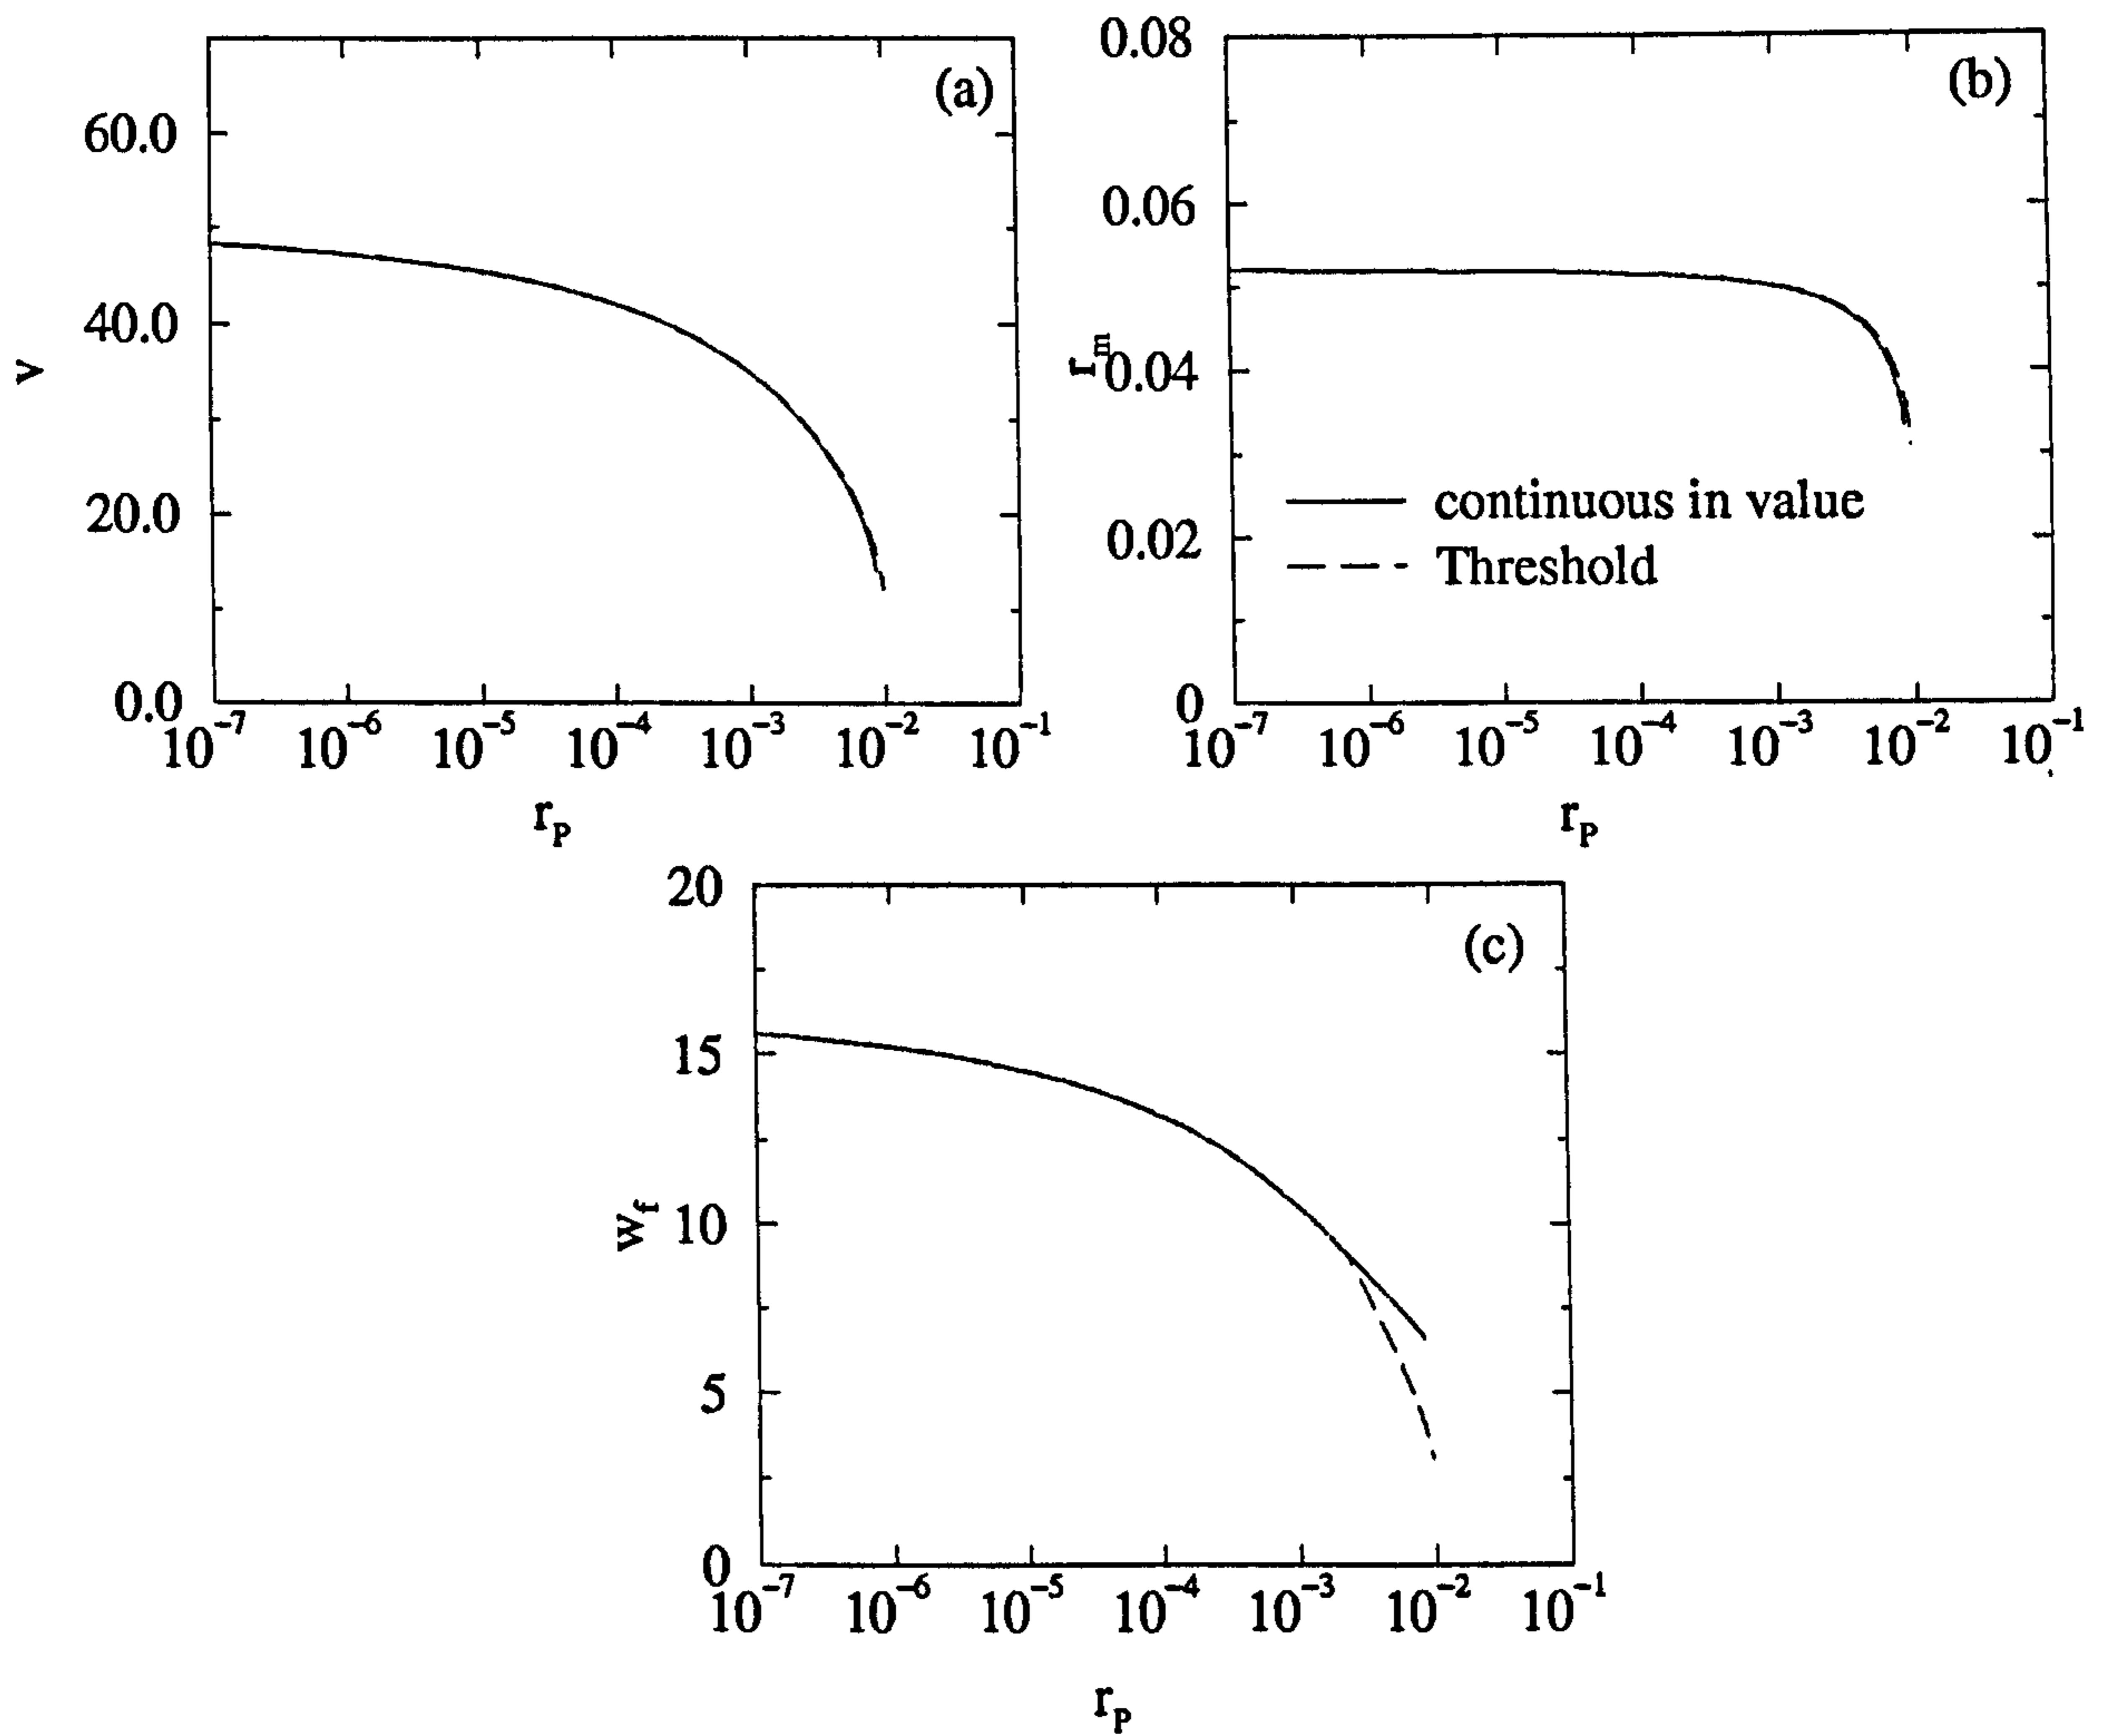 (a)
60.0
40.0
20.0
0.0
v
10⁻⁷ 10⁻⁶ 10⁻⁵ 10⁻⁴ 10⁻³ 10⁻² 10⁻¹
r_P
(b)
0.08
0.06
0.04
0.02
0
r_m
continuous in value
Threshold
10⁻⁷ 10⁻⁶ 10⁻⁵ 10⁻⁴ 10⁻³ 10⁻² 10⁻¹
r_P
(c)
20
15
10
5
0
w_f
10⁻⁷ 10⁻⁶ 10⁻⁵ 10⁻⁴ 10⁻³ 10⁻² 10⁻¹
r_P